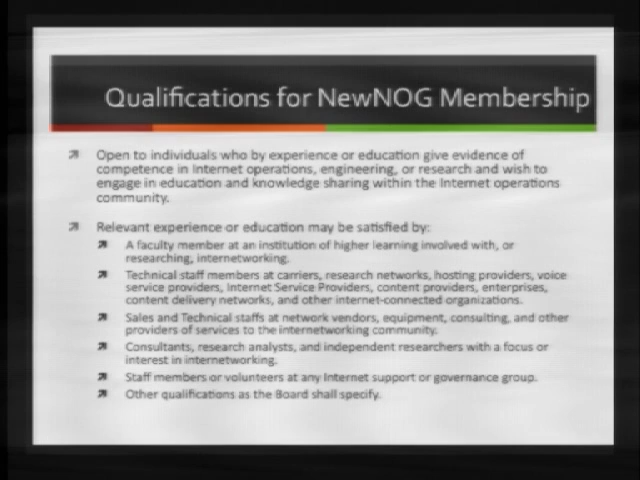 Qualifications for NewNOG Membership
Open to individuals who by experience or education give evidence of
competence in Internet operations, engineering, or research and wish to
engage in education and knowledge sharing within the Internet operations
community.
Relevant experience or education may be satisfied by:
A faculty member at an institution of higher learning involved with, or
researching, internetworking.
Technical staff members at carriers, research networks, hosting providers, voice
service providers, Internet Service Providers, content providers, enterprises,
content delivery networks, and other internet-connected organizations.
Sales and Technical staffs at network vendors, equipment, consulting, and other
providers of services to the internetworking community.
Consultants, research analysts, and independent researchers with a focus or
interest in internetworking.
Staff members or volunteers at any Internet support or governance group.
Other qualifications as the Board shall specify.